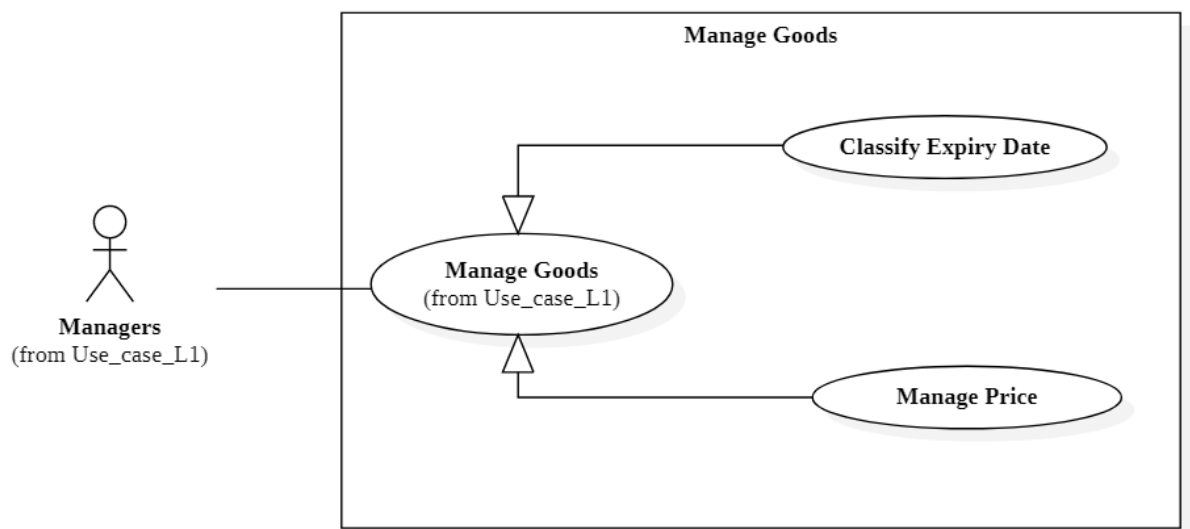 Manage Goods
Classify Expiry Date
Manage Goods
(from Use_case_L1)
Managers
(from Use_case_L1)
Manage Price